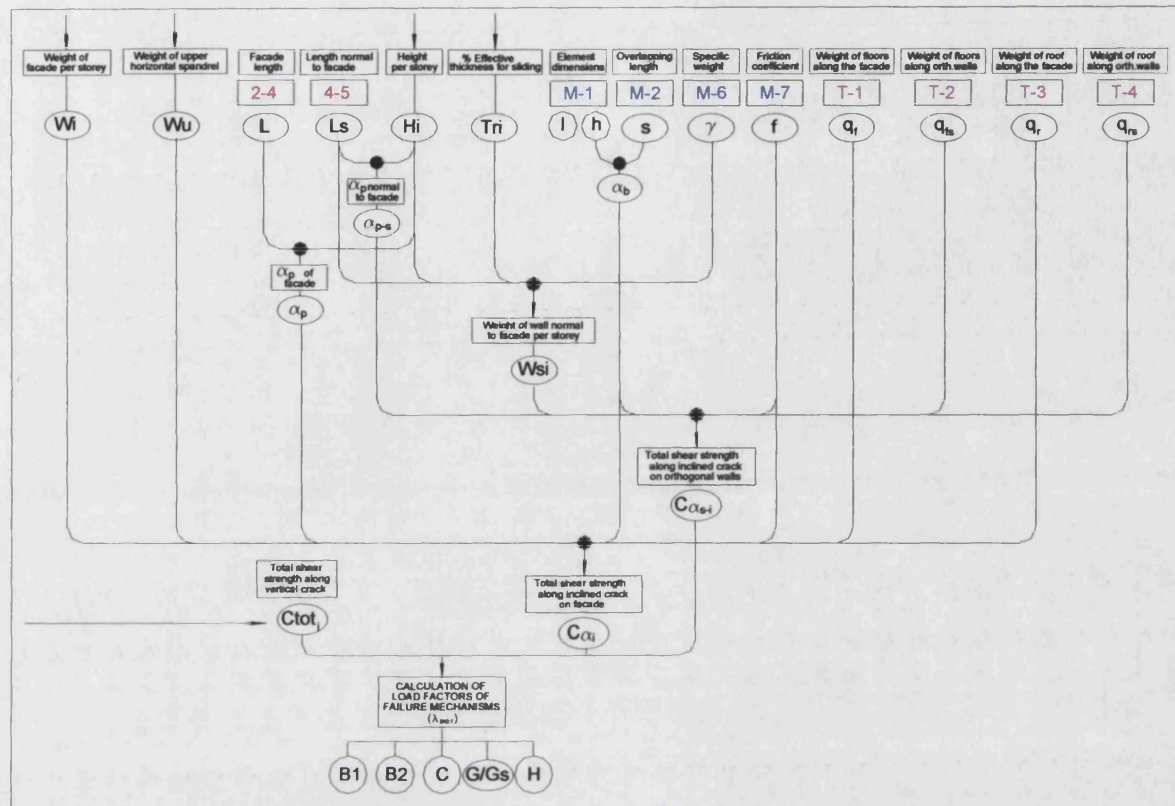 Weight of
facade per storey
Weight of upper
horizontal spandrel
Facade
length
Length normal
to facade
Height
per storey
% Effective
thickness for sliding
Element
dimensions
Overlapping
length
Specific
weight
Friction
coefficient
Weight of floors
along the facade
Weight of floors
along orth.walls
Weight of roof
along the facade
Weight of roof
along orth.walls
2-4
4-5
M-1
M-2
M-6
M-7
T-1
T-2
T-3
T-4
Wi
Wu
L
Ls
Hi
Tri
l
h
s
γ
f
qf
qfs
qr
qrs
αp normal
to facade
αb
αp-s
αp of
facade
αp
Weight of wall normal
to facade per storey
Wsi
Total shear strength
along inclined crack
on orthogonal walls
Cαs-i
Total shear
strength along
vertical crack
Total shear strength
along inclined crack
on facade
Ctoti
Cαi
CALCULATION OF
LOAD FACTORS OF
FAILURE MECHANISMS
B1
B2
C
G/Gs
H